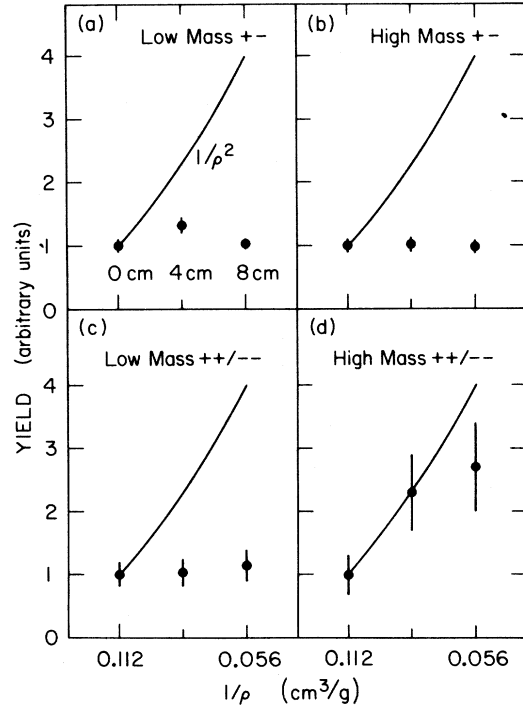 (a)
Low Mass +-
4
3
1/ρ²
2
1
0 cm 4 cm 8 cm
0
(b)
High Mass +-
(c)
Low Mass ++/--
4
3
2
1
0
(d)
High Mass ++/--
YIELD (arbitrary units)
0.112 0.056 0.112 0.056
1/ρ (cm³/g)